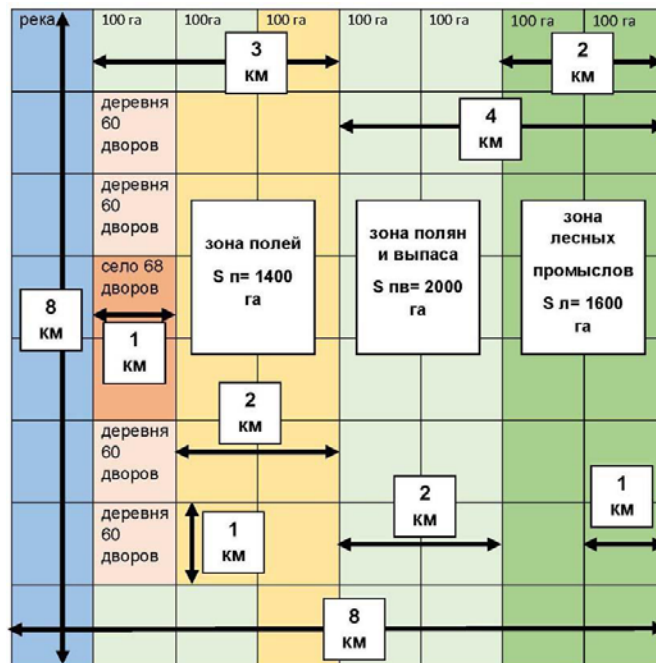 река
100 га
100га
100 га
100 га
100 га
100 га
100 га
3
км
2
км
деревня
60
дворов
4
км
деревня
60
дворов
зона полей
S п= 1400
га
зона полян
и выпаса
S пв= 2000
га
зона
лесных
промыслов
S л= 1600
га
село 68
дворов
8
км
1
км
2
км
деревня
60
дворов
деревня
60
дворов
1
км
2
км
1
км
8
км